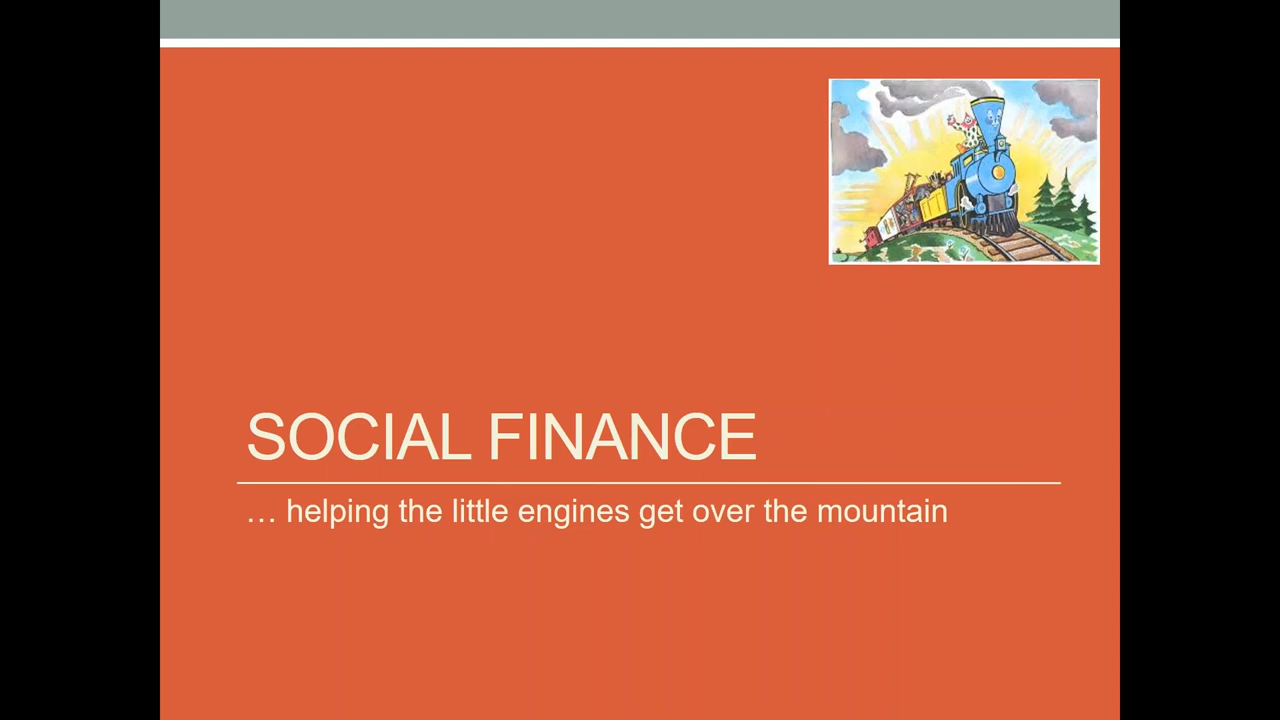 SOCIAL FINANCE
… helping the little engines get over the mountain